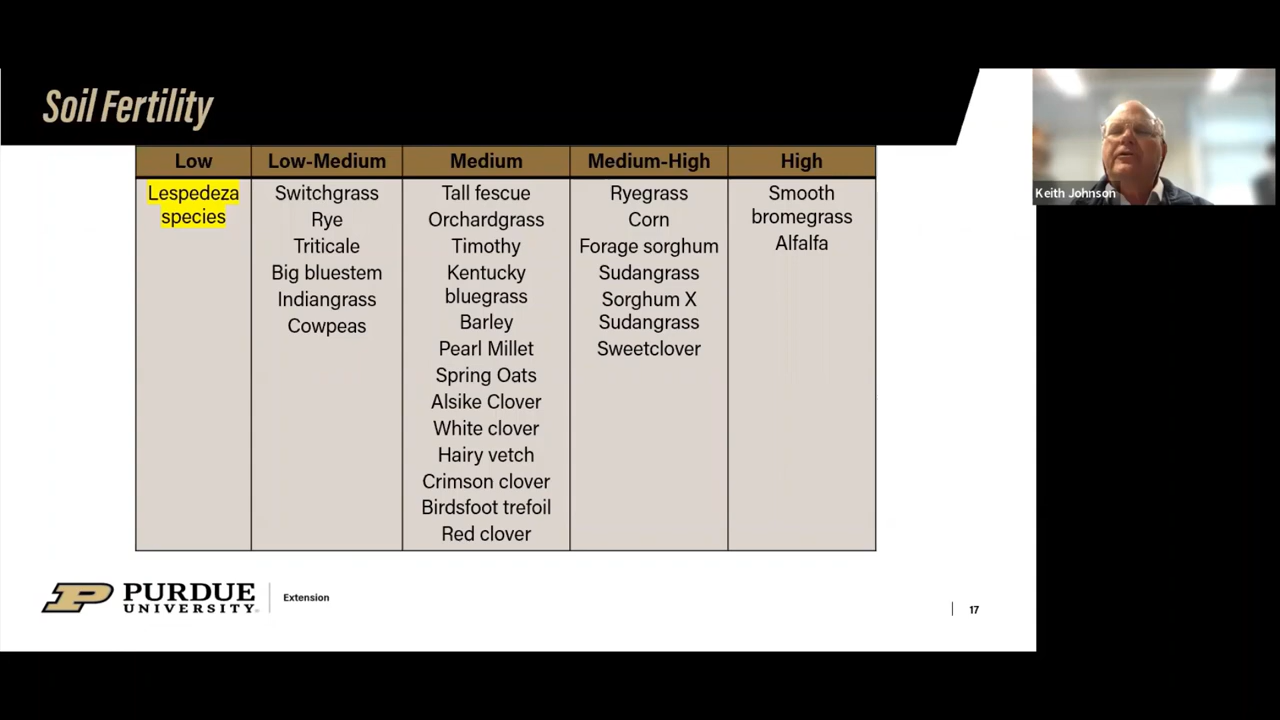 Soil Fertility
Low
Lespedeza
species
Low-Medium
Switchgrass
Rye
Triticale
Big bluestem
Indiangrass
Cowpeas
Medium
Tall fescue
Orchardgrass
Timothy
Kentucky
bluegrass
Barley
Pearl Millet
Spring Oats
Alsike Clover
White clover
Hairy vetch
Crimson clover
Birdsfoot trefoil
Red clover
Medium-High
Ryegrass
Corn
Forage sorghum
Sudangrass
Sorghum X
Sudangrass
Sweetclover
High
Smooth
bromegrass
Alfalfa
Keith Johnson
P PURDUE
UNIVERSITY
Extension
17